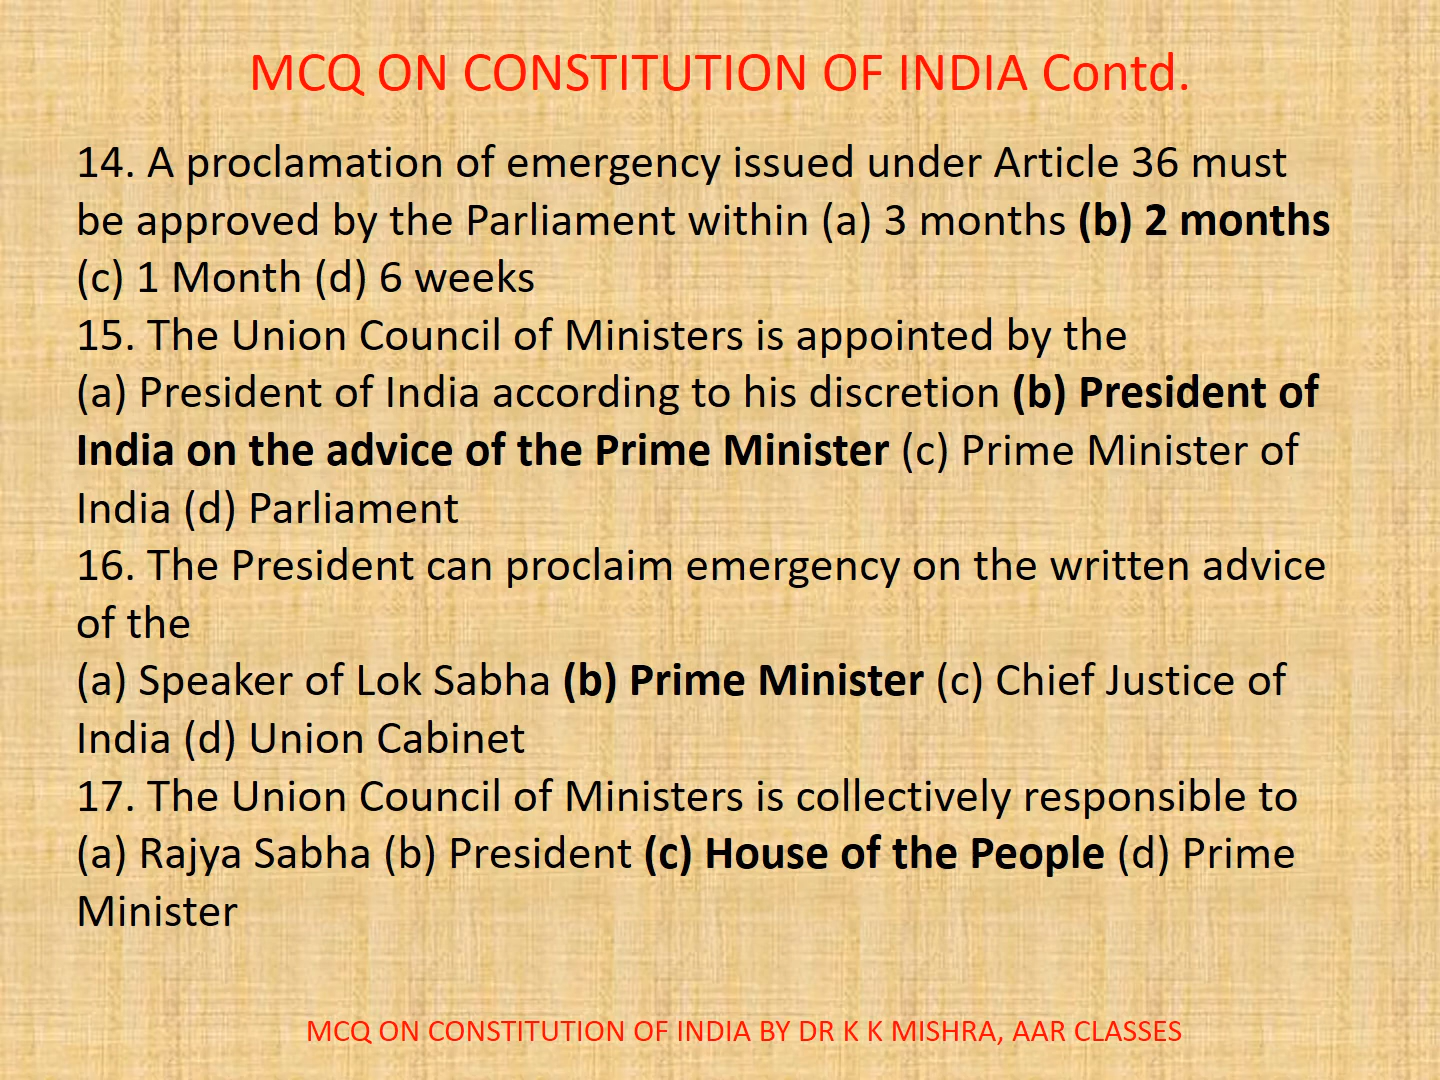 MCQ ON CONSTITUTION OF INDIA Contd.
14. A proclamation of emergency issued under Article 36 must
be approved by the Parliament within (a) 3 months (b) 2 months
(c) 1 Month (d) 6 weeks
15. The Union Council of Ministers is appointed by the
(a) President of India according to his discretion (b) President of
India on the advice of the Prime Minister (c) Prime Minister of
India (d) Parliament
16. The President can proclaim emergency on the written advice
of the
(a) Speaker of Lok Sabha (b) Prime Minister (c) Chief Justice of
India (d) Union Cabinet
17. The Union Council of Ministers is collectively responsible to
(a) Rajya Sabha (b) President (c) House of the People (d) Prime
Minister
MCQ ON CONSTITUTION OF INDIA BY DR K K MISHRA, AAR CLASSES